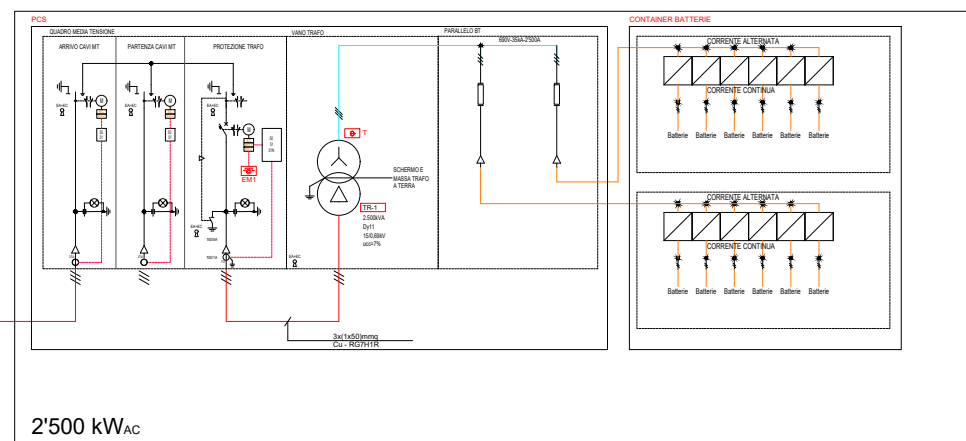 PCS
CONTAINER BATTERIE
QUADRO MEDIA TENSIONE
VANO TRAFO
PARALLELO BT
ARRIVO CAVI MT
PARTENZA CAVI MT
PROTEZIONE TRAFO
690V-35kA-2'500A
CORRENTE ALTERNATA
CORRENTE CONTINUA
Batterie Batterie Batterie Batterie Batterie Batterie
M
M
M
EM1
T
SCHERMO E
MASSA TRAFO
A TERRA
TR-1
2.500kVA
Dy11
15/0,69kV
ucc=7%
CORRENTE ALTERNATA
CORRENTE CONTINUA
Batterie Batterie Batterie Batterie Batterie Batterie
3x(1x50)mmq
Cu - RG7H1R
2'500 kWAC